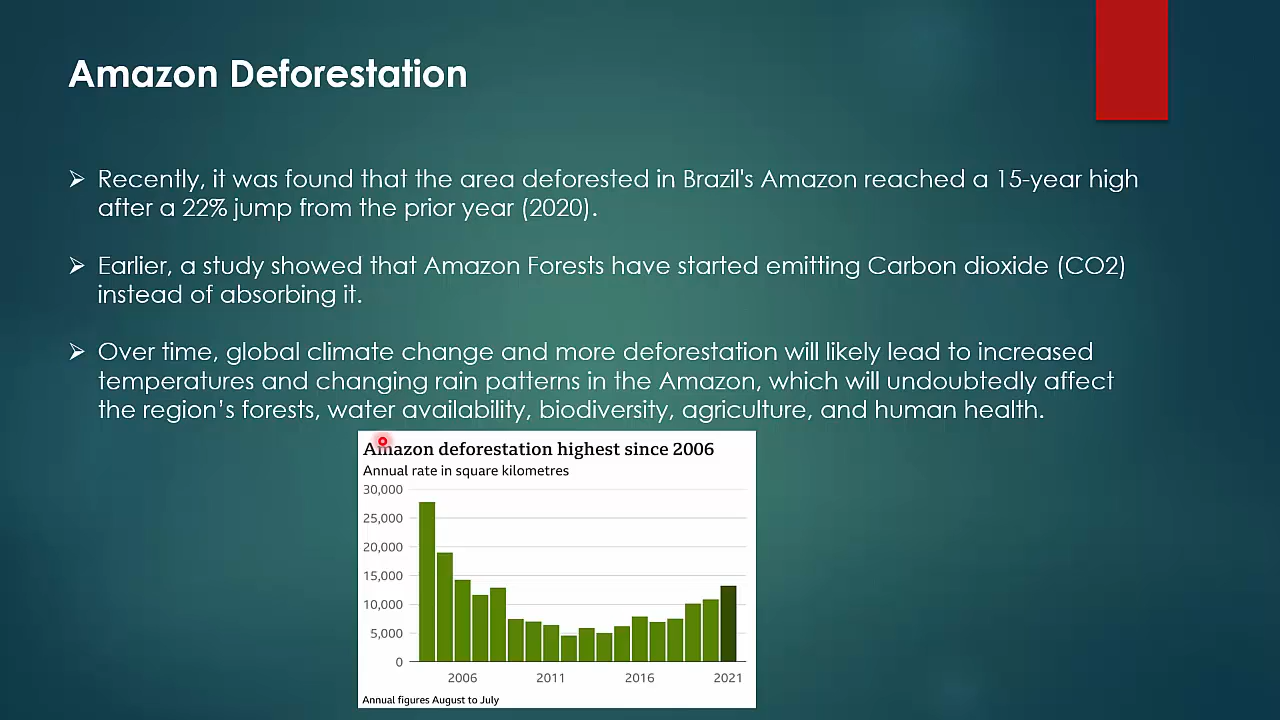 Amazon Deforestation
➢ Recently, it was found that the area deforested in Brazil's Amazon reached a 15-year high
after a 22% jump from the prior year (2020).
➢ Earlier, a study showed that Amazon Forests have started emitting Carbon dioxide (CO2)
instead of absorbing it.
➢ Over time, global climate change and more deforestation will likely lead to increased
temperatures and changing rain patterns in the Amazon, which will undoubtedly affect
the region’s forests, water availability, biodiversity, agriculture, and human health.
Amazon deforestation highest since 2006
Annual rate in square kilometres
30,000
25,000
20,000
15,000
10,000
5,000
0
2006 2011 2016 2021
Annual figures August to July